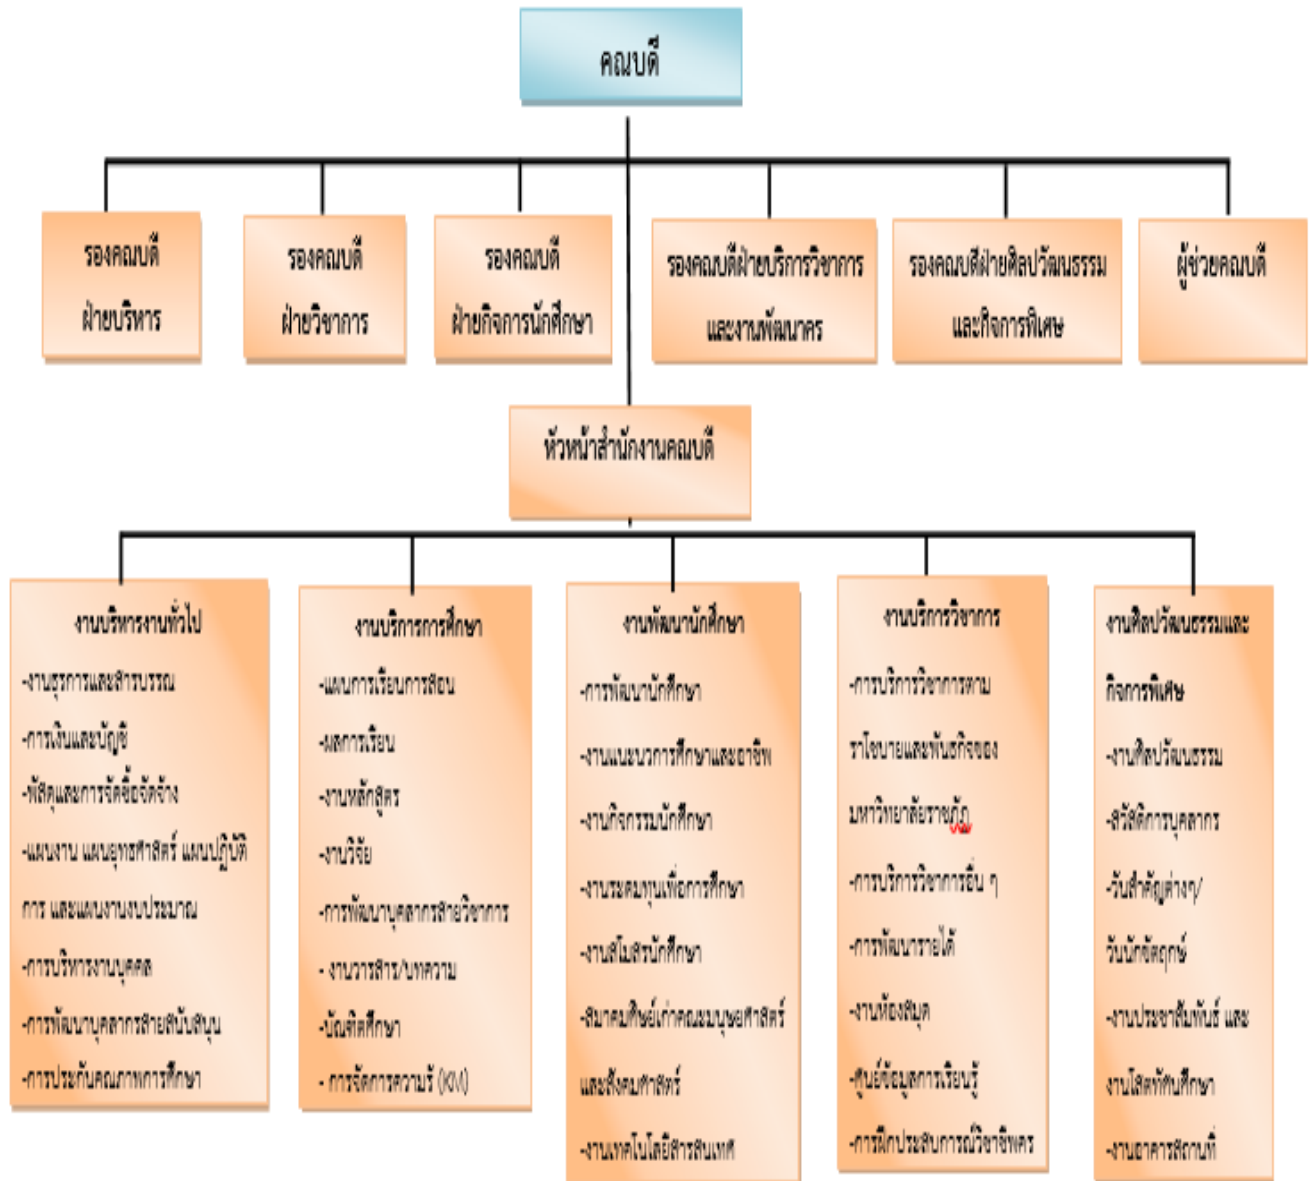 คณบดี
รองคณบดี
ฝ่ายบริหาร
รองคณบดี
ฝ่ายวิชาการ
รองคณบดี
ฝ่ายกิจการนักศึกษา
รองคณบดีฝ่ายบริการวิชาการ
และงานพัฒนาคร
รองคณบดีฝ่ายศิลปวัฒนธรรม
และกิจการพิเศษ
ผู้ช่วยคณบดี
หัวหน้าสำนักงานคณบดี
งานบริหารงานทั่วไป
-งานธุรการและสารบรรณ
-การเงินและบัญชี
-พัสดุและการจัดซื้อจัดจ้าง
-แผนงาน แผนยุทธศาสตร์ แผนปฏิบัติ
การ และแผนงานงบประมาณ
-การบริหารงานบุคคล
-การพัฒนาบุคลากรสายสนับสนุน
-การประกันคุณภาพการศึกษา
งานบริการการศึกษา
-แผนการเรียนการสอน
-ผลการเรียน
-งานหลักสูตร
-งานวิจัย
-การพัฒนาบุคลากรสายวิชาการ
- งานวารสาร/บทความ
-บัณฑิตศึกษา
- การจัดการความรู้ (KM)
งานพัฒนานักศึกษา
-การพัฒนานักศึกษา
-งานแนะแนวการศึกษาและอาชีพ
-งานกิจกรรมนักศึกษา
-งานระดมทุนเพื่อการศึกษา
-งานสโมสรนักศึกษา
-สมาคมศิษย์เก่าคณะมนุษยศาสตร์
และสังคมศาสตร์
-งานเทคโนโลยีสารสนเทศ
งานบริการวิชาการ
-การบริการวิชาการตาม
ราโชบายและพันธกิจของ
มหาวิทยาลัยราชภัฏ
-การบริการวิชาการอื่น ๆ
-การพัฒนารายได้
-งานห้องสมุด
-ศูนย์ข้อมูลการเรียนรู้
-การฝึกประสบการณ์วิชาชีพคร
งานศิลปวัฒนธรรมและ
กิจการพิเศษ
-งานศิลปวัฒนธรรม
-สวัสดิการบุคลากร
-วันสำคัญต่างๆ/
วันนักขัตฤกษ์
-งานประชาสัมพันธ์ และ
งานโสตทัศนศึกษา
-งานอาคารสถานที่